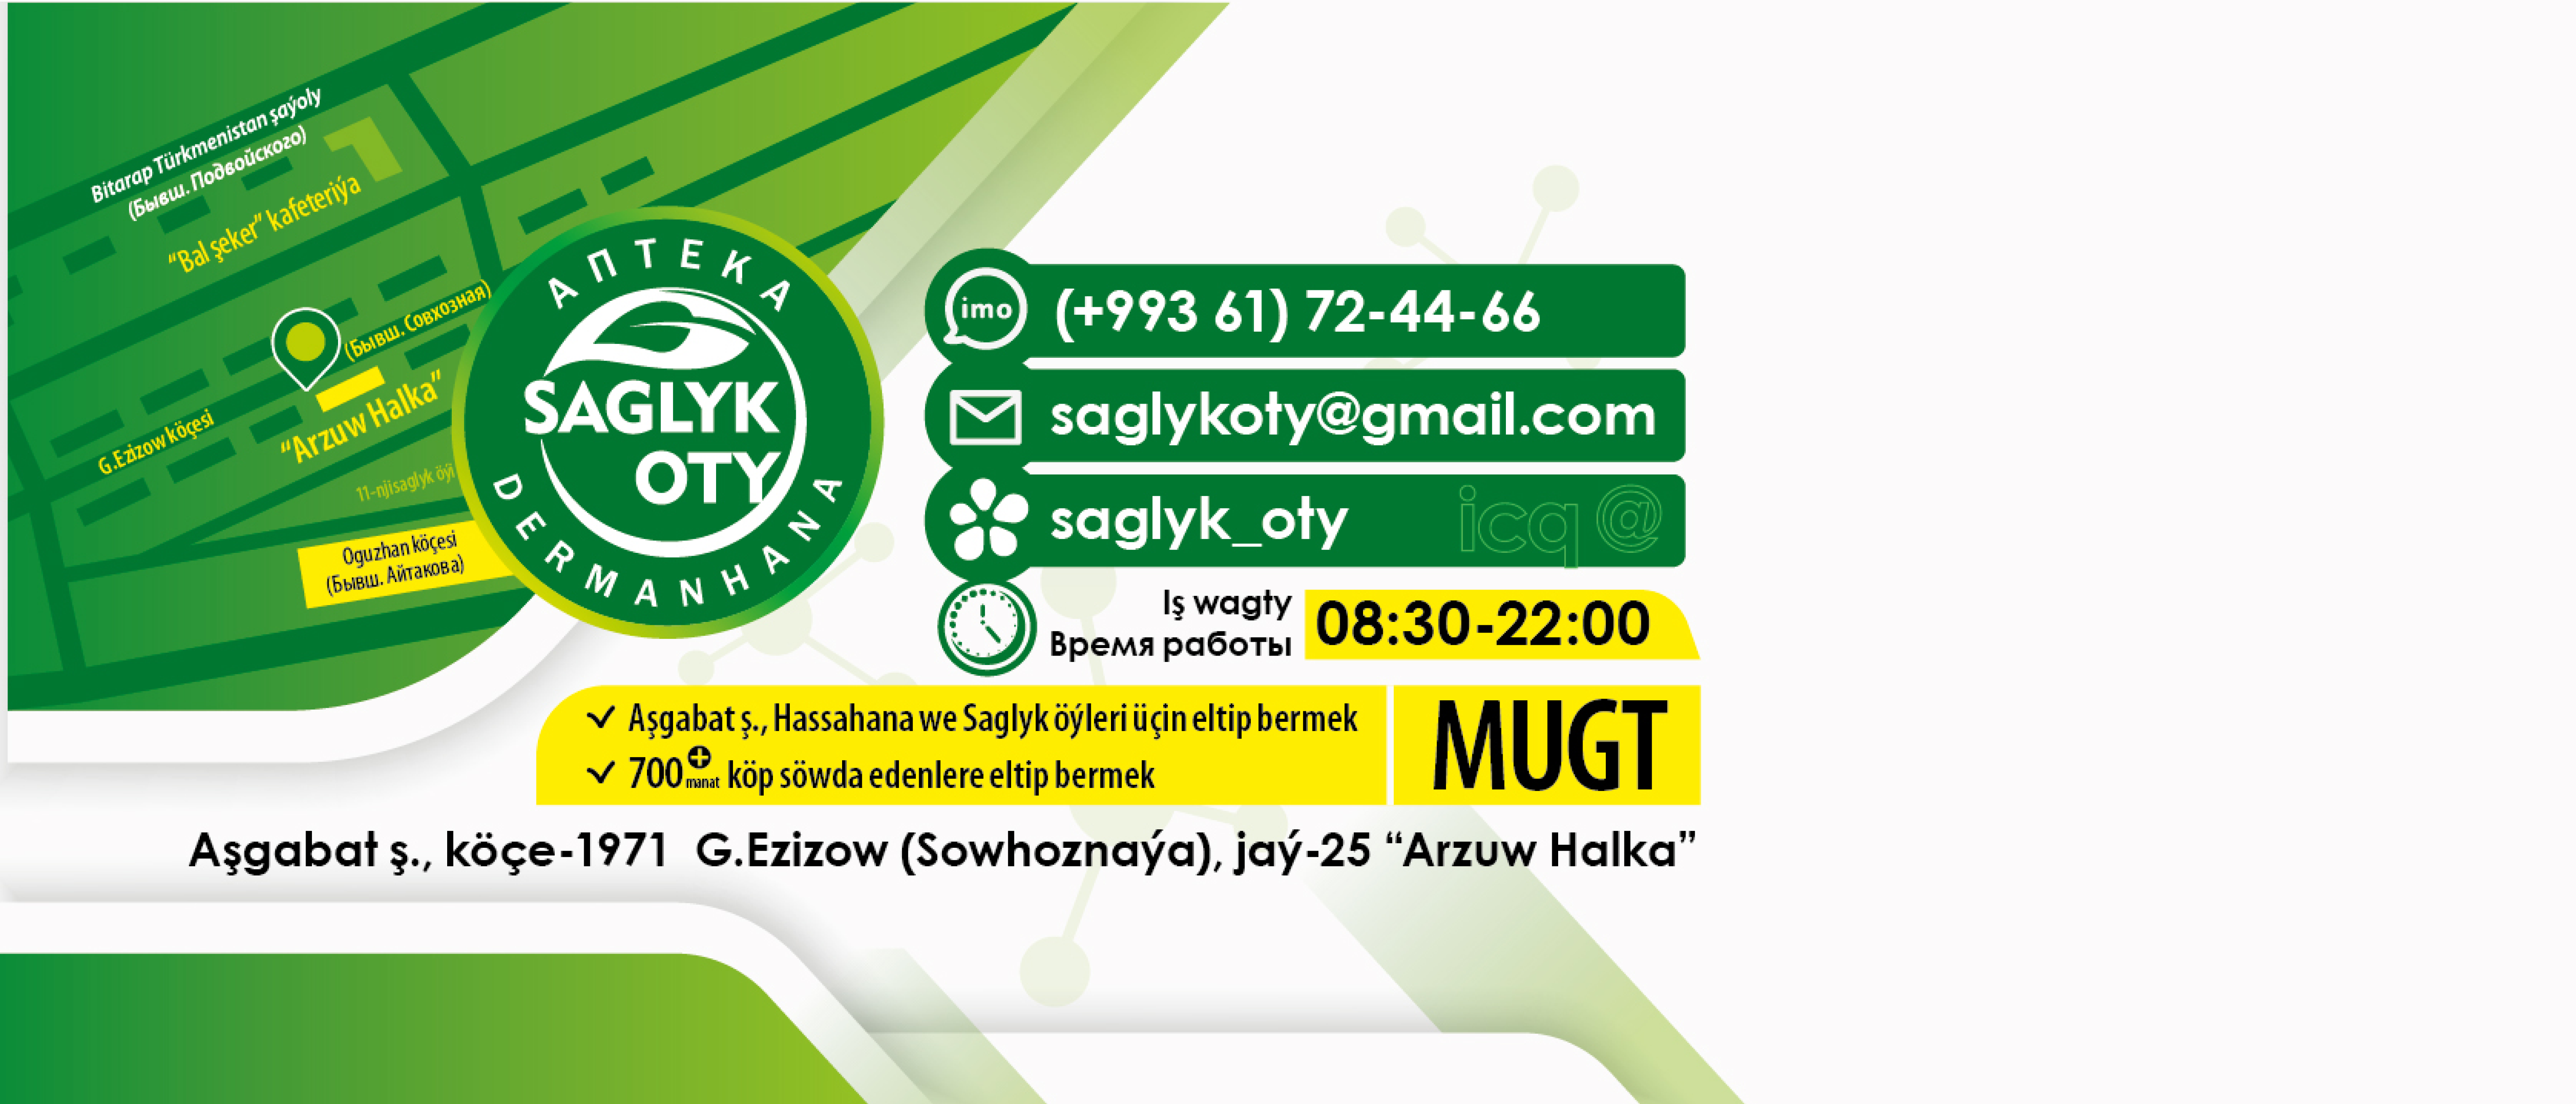 Bitarap Türkmenistan şaýoly
(Бывш. Подвойского)
“Bal şeker” kafeteriýa
(Бывш. Совхозная)
G.Ezizow köçesi
“Arzuw Halka”
11-njisaglyk öýi
Oguzhan köçesi
(Бывш. Айтакова)
АПТЕКА
SAGLYK
OTY
DERMANHANA
imo
(+993 61) 72-44-66
saglykoty@gmail.com
saglyk_oty
icq @
Iş wagty
Время работы
08:30-22:00
Aşgabat ş., Hassahana we Saglyk öýleri üçin eltip bermek
700+ manat köp söwda edenlere eltip bermek
MUGT
Aşgabat ş., köçe-1971 G.Ezizow (Sowhoznaýa), jaý-25 “Arzuw Halka”